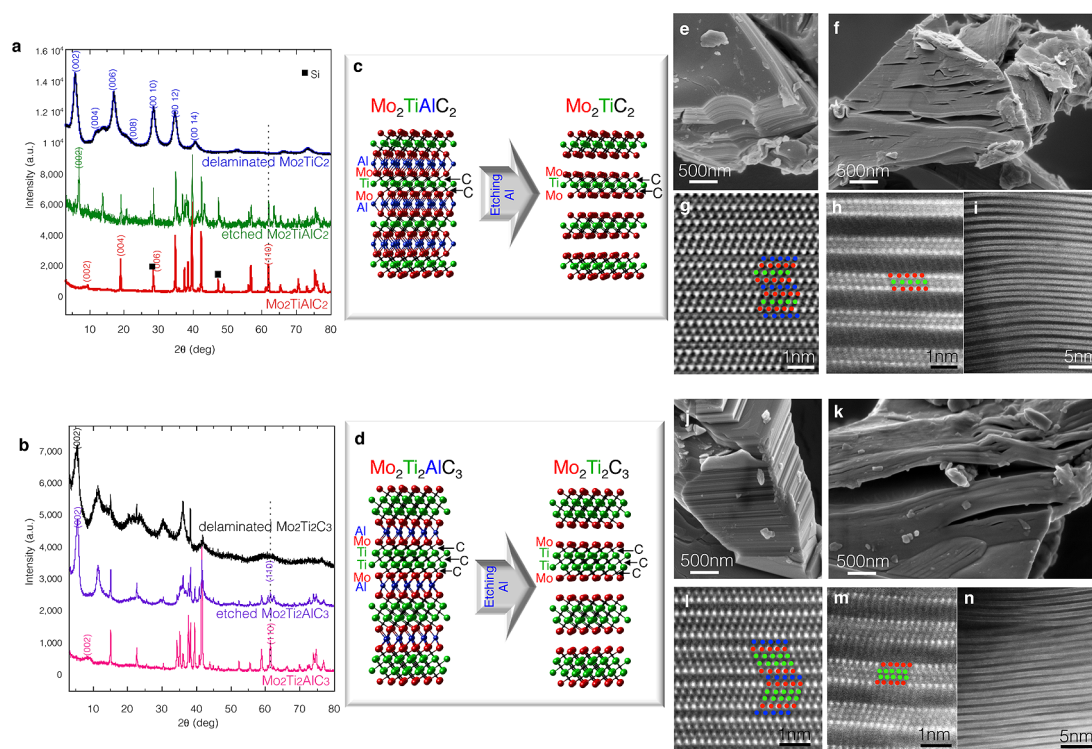 a
1.6 10⁴
1.4 10⁴
1.2 10⁴
1 10⁴
8,000
6,000
4,000
2,000
0
Intensity (a.u.)
(002)
(004)
(006)
(008)
(00 10)
(00 12)
(00 14)
■ Si
delaminated Mo₂TiC₂
(002)
etched Mo₂TiAlC₂
(002)
(004)
(006)
(110)
Mo₂TiAlC₂
10 20 30 40 50 60 70 80
2θ (deg)
c
Mo₂TiAlC₂
Mo₂TiC₂
Al
Mo
Ti
Mo
Al
C
C
Etching
Al
Mo
Ti
Mo
C
C
e
500nm
f
500nm
g
1nm
h
1nm
i
5nm
b
7,000
6,000
5,000
4,000
3,000
2,000
1,000
0
Intensity (a.u.)
(002)
delaminated Mo₂Ti₂C₃
(002)
(110)
etched Mo₂Ti₂AlC₃
(002)
(110)
Mo₂Ti₂AlC₃
10 20 30 40 50 60 70 80
2θ (deg)
d
Mo₂Ti₂AlC₃
Mo₂Ti₂C₃
Al
Mo
Ti
Ti
Mo
Al
C
C
C
Etching
Al
Mo
Ti
Ti
Mo
C
C
C
j
500nm
k
500nm
l
1nm
m
1nm
n
5nm